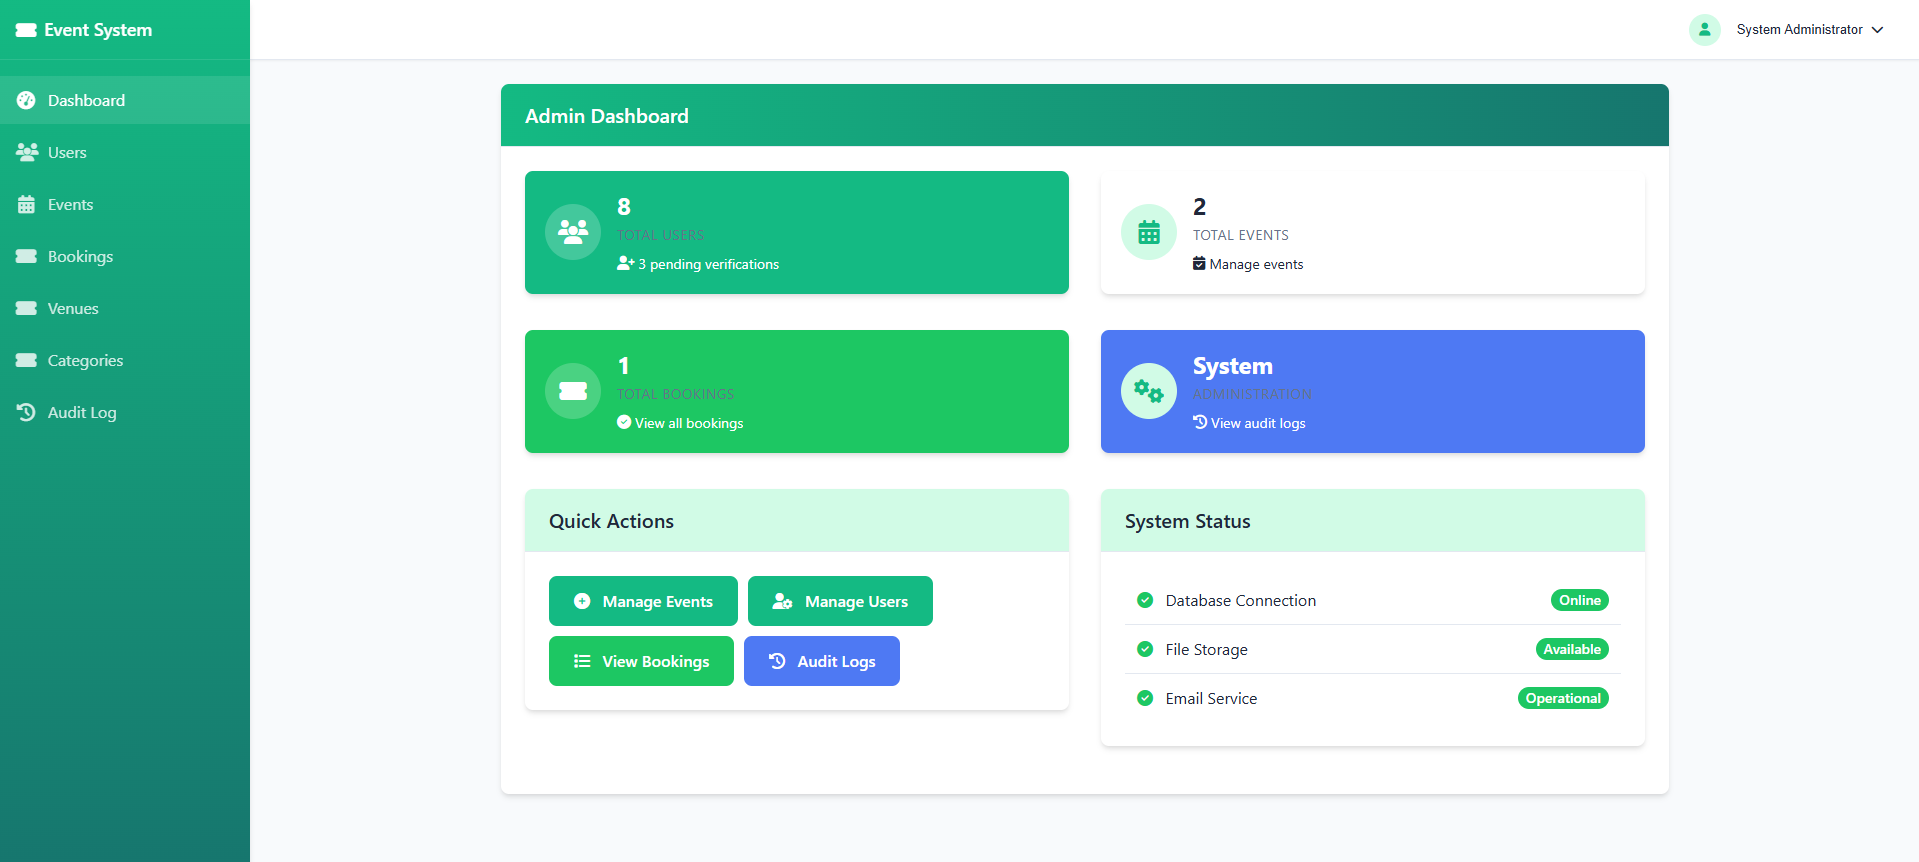 Event System
System Administrator
Dashboard
Users
Events
Bookings
Venues
Categories
Audit Log
Admin Dashboard
8
TOTAL USERS
3 pending verifications
2
TOTAL EVENTS
Manage events
1
TOTAL BOOKINGS
View all bookings
System
ADMINISTRATION
View audit logs
Quick Actions
Manage Events
Manage Users
View Bookings
Audit Logs
System Status
Database Connection Online
File Storage Available
Email Service Operational